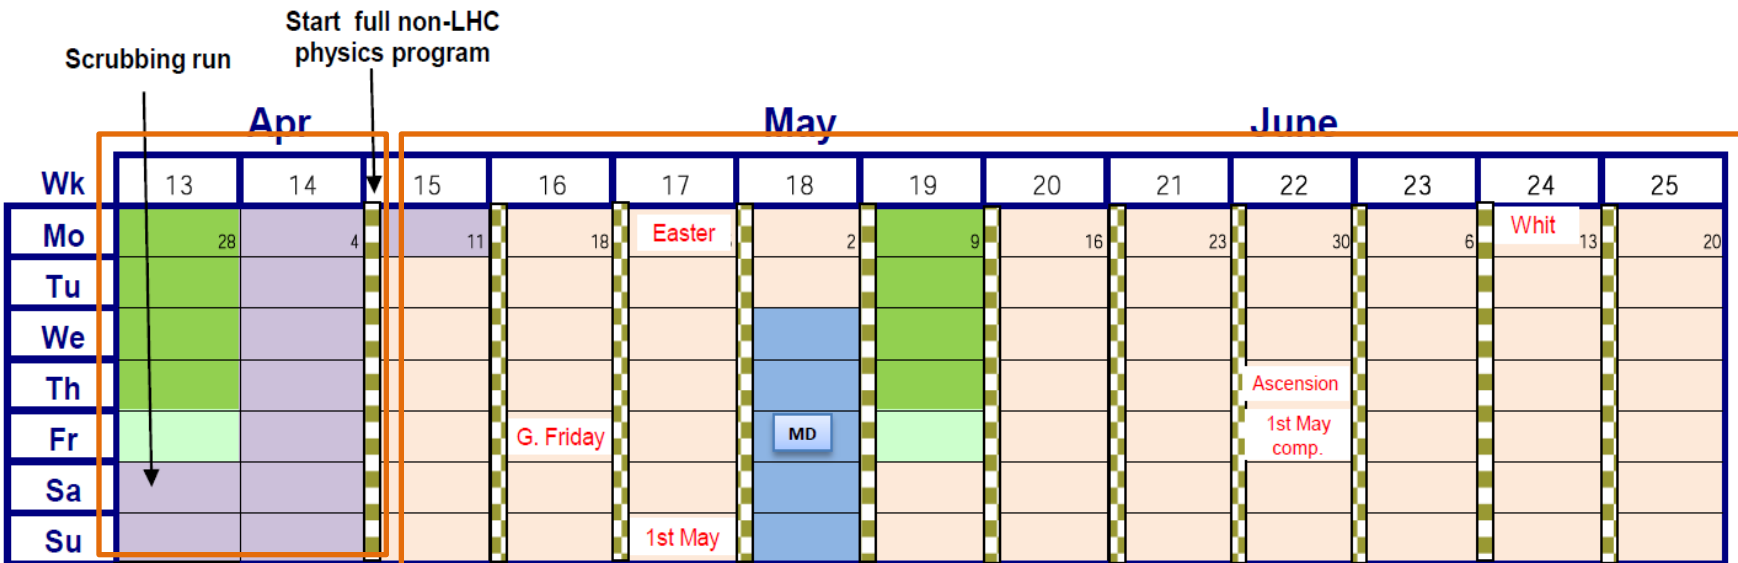 Start full non-LHC
physics program
Scrubbing run
Apr May June
Wk 13 14 15 16 17 18 19 20 21 22 23 24 25
Mo 28 4 11 18 Easter 2 9 16 23 30 6 Whit 13 20
Tu
We
Th Ascension
Fr G. Friday MD 1st May
comp.
Sa
Su 1st May